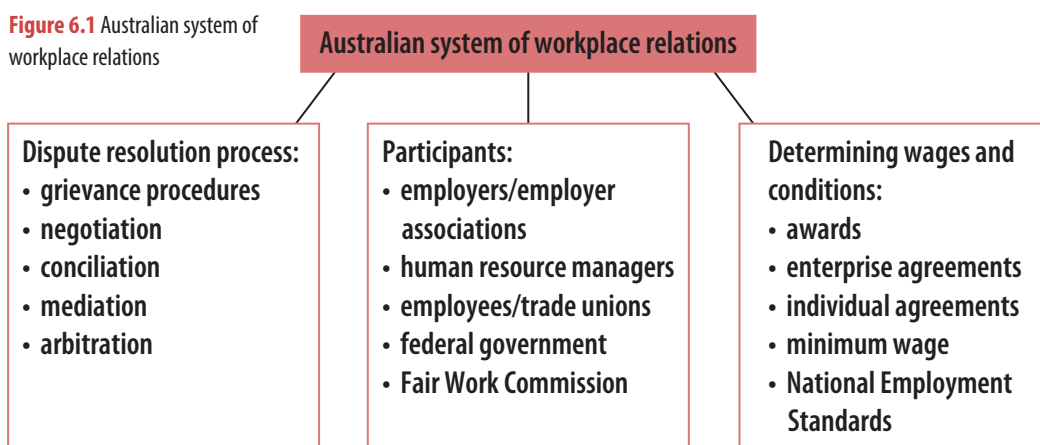 Figure 6.1 Australian system of
workplace relations
Australian system of workplace relations
Dispute resolution process:
• grievance procedures
• negotiation
• conciliation
• mediation
• arbitration
Participants:
• employers/employer
associations
• human resource managers
• employees/trade unions
• federal government
• Fair Work Commission
Determining wages and
conditions:
• awards
• enterprise agreements
• individual agreements
• minimum wage
• National Employment
Standards